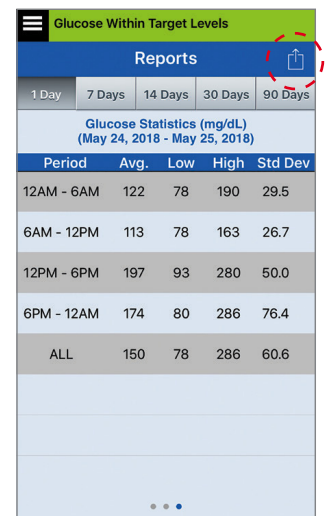 Glucose Within Target Levels
Reports
1 Day 7 Days 14 Days 30 Days 90 Days
Glucose Statistics (mg/dL)
(May 24, 2018 - May 25, 2018)
Period Avg. Low High Std Dev
12AM - 6AM 122 78 190 29.5
6AM - 12PM 113 78 163 26.7
12PM - 6PM 197 93 280 50.0
6PM - 12AM 174 80 286 76.4
ALL 150 78 286 60.6